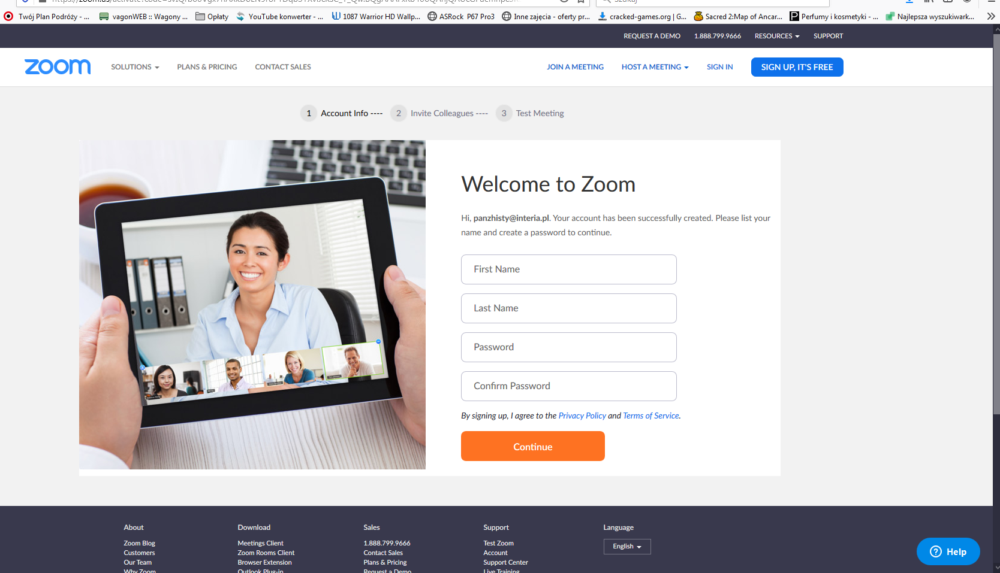 Twój Plan Podróży - ...
vagonWEB :: Wagony ...
Opłaty
YouTube konwerter - ...
1087 Warrior HD Wallp...
ASRock P67 Pro3
Inne zajęcia - oferty pr...
cracked-games.org | G...
Sacred 2:Map of Ancar...
Perfumy i kosmetyki - ...
Najlepsza wyszukiwark...
REQUEST A DEMO
1.888.799.9666
RESOURCES
SUPPORT
zoom
SOLUTIONS
PLANS & PRICING
CONTACT SALES
JOIN A MEETING
HOST A MEETING
SIGN IN
SIGN UP, IT'S FREE
1 Account Info ---- 2 Invite Colleagues ---- 3 Test Meeting
Welcome to Zoom
Hi, panzhisty@interia.pl. Your account has been successfully created. Please list your
name and create a password to continue.
First Name
Last Name
Password
Confirm Password
By signing up, I agree to the Privacy Policy and Terms of Service.
Continue
About
Zoom Blog
Customers
Our Team
Why Zoom
Download
Meetings Client
Zoom Rooms Client
Browser Extension
Outlook Plug-in
Sales
1.888.799.9666
Contact Sales
Plans & Pricing
Request a Demo
Support
Test Zoom
Account
Support Center
Live Training
Language
English
Help